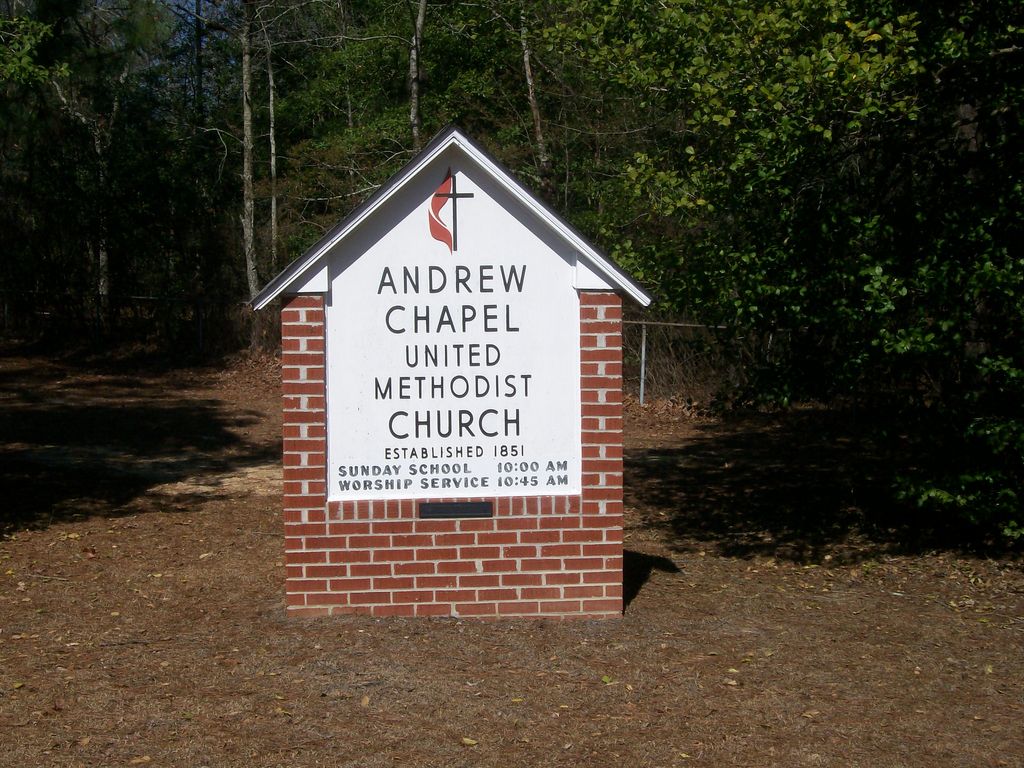 ANDREW
CHAPEL
UNITED
METHODIST
CHURCH
ESTABLISHED 1851
SUNDAY SCHOOL 10:00 AM
WORSHIP SERVICE 10:45 AM